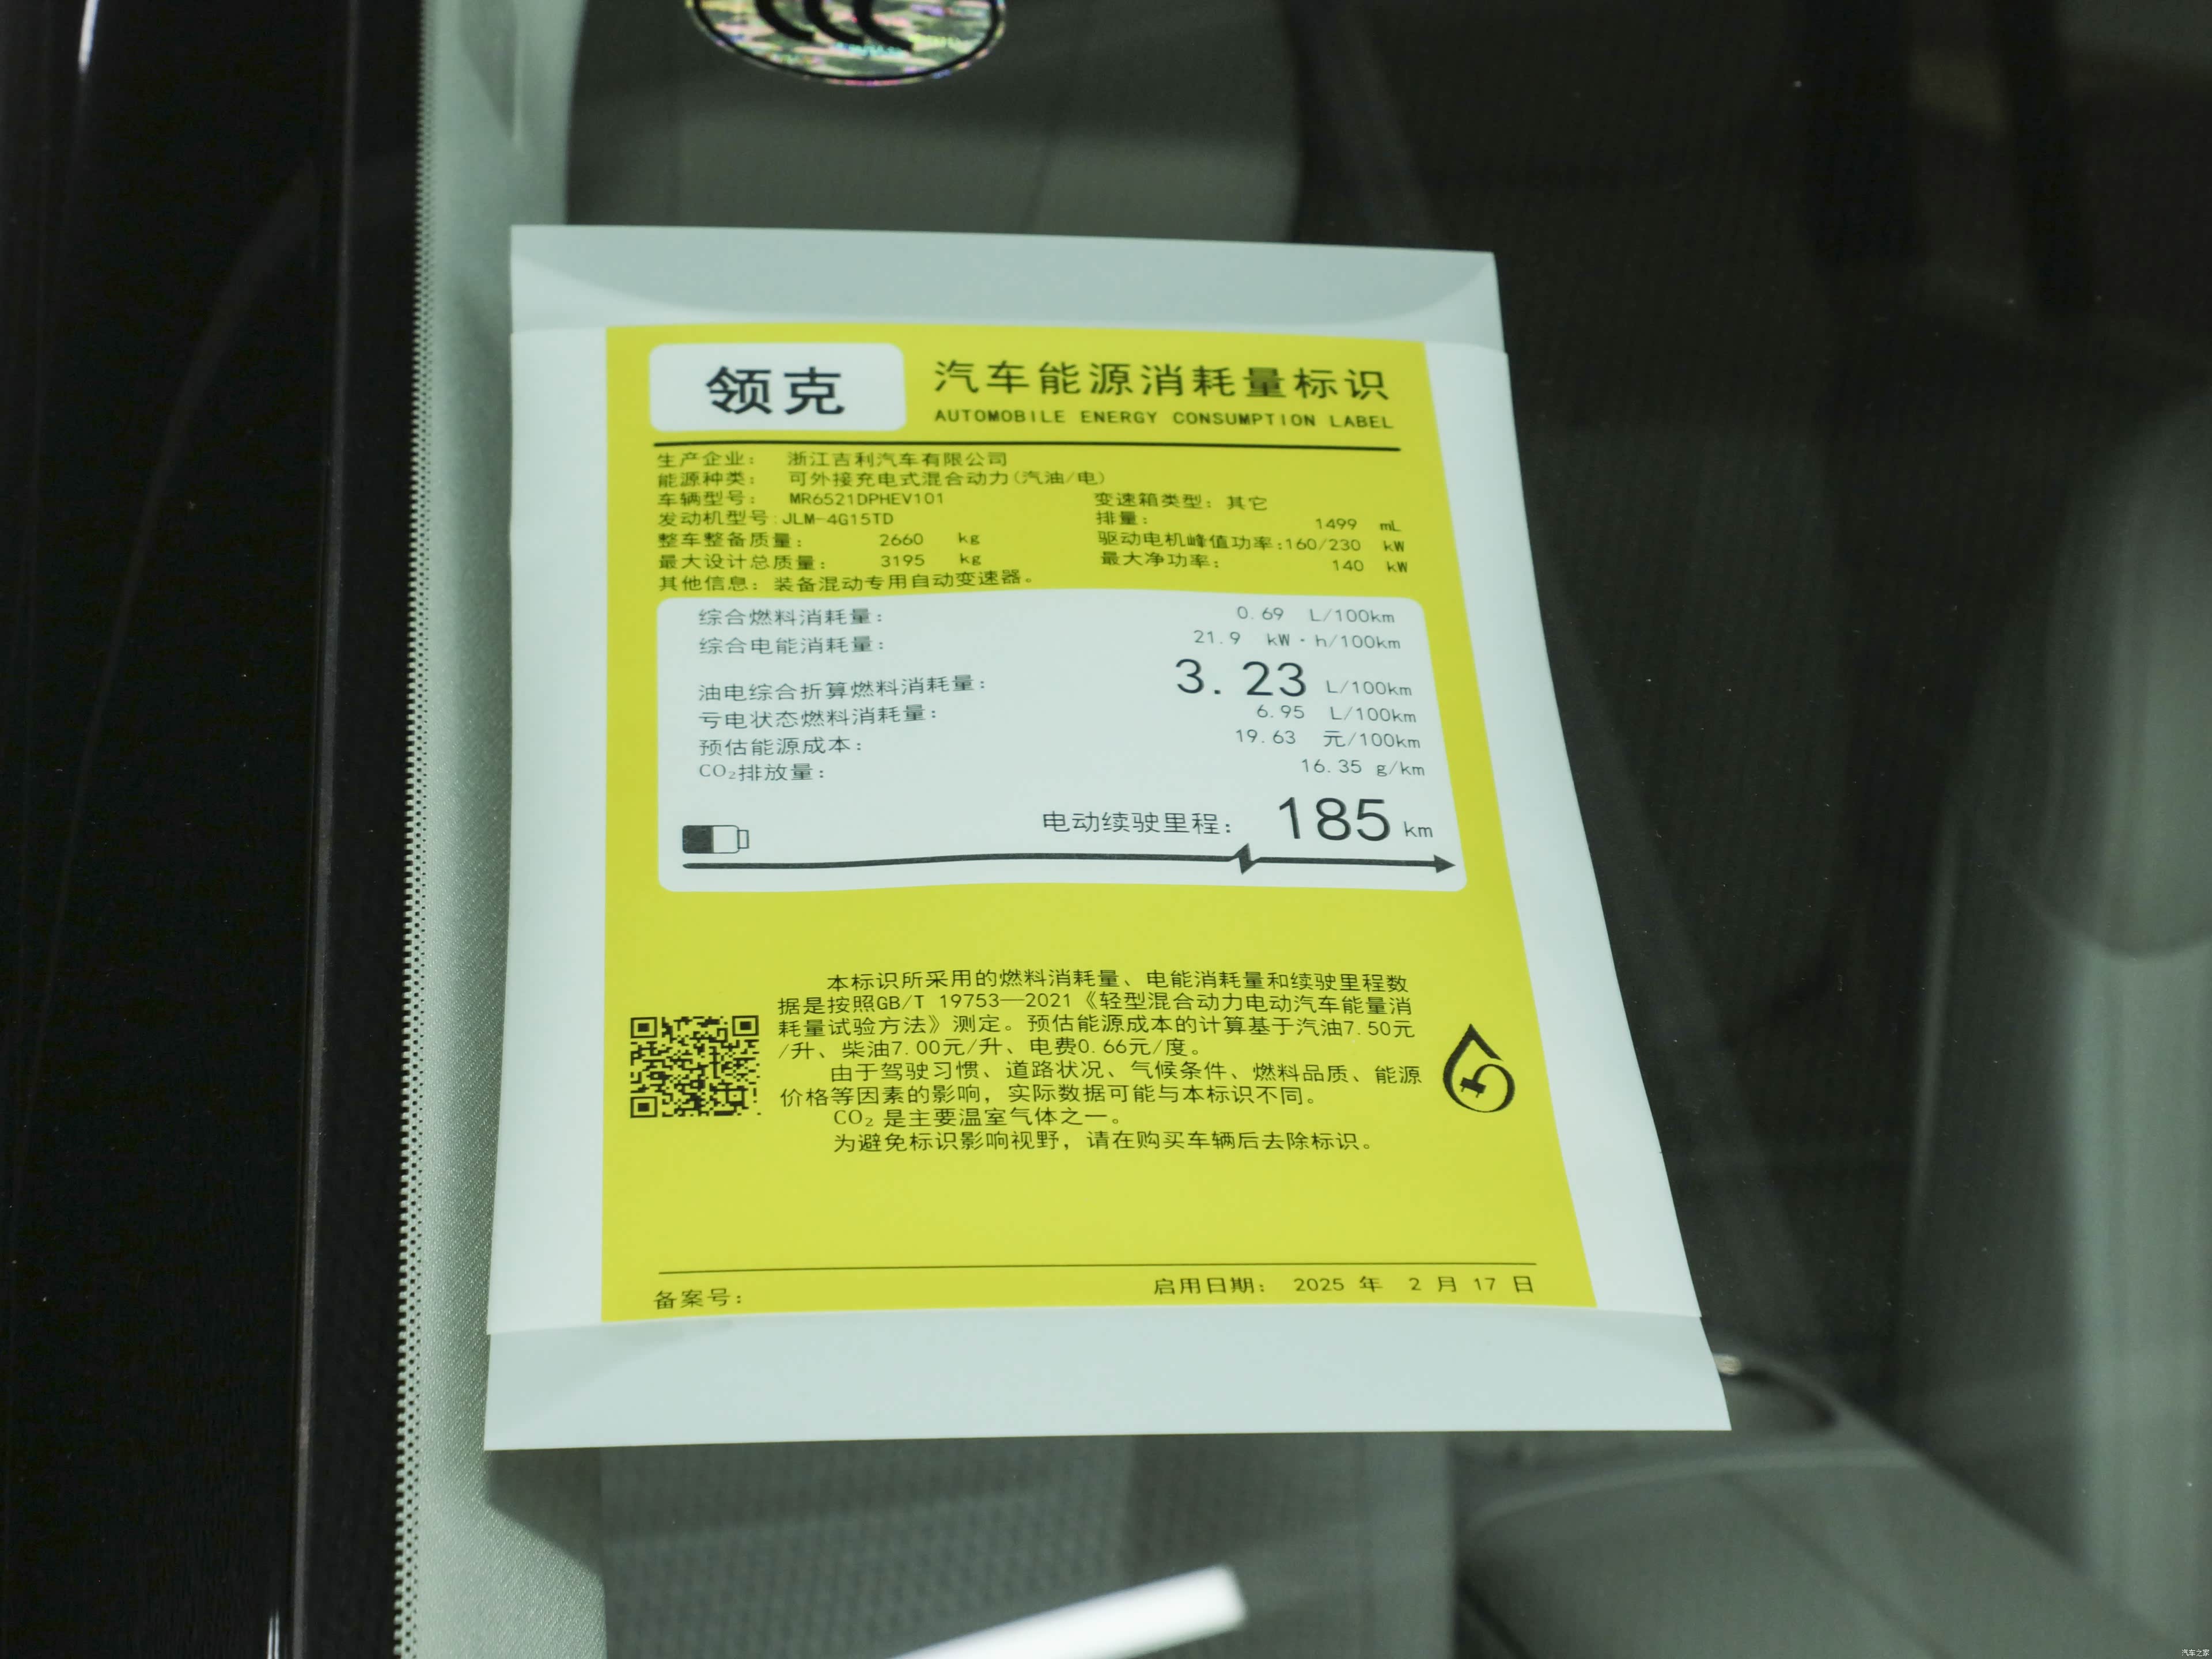 领克
汽车能源消耗量标识
AUTOMOBILE ENERGY CONSUMPTION LABEL
生产企业： 浙江吉利汽车有限公司
能源种类： 可外接充电式混合动力(汽油/电)
车辆型号： MR6521DPHEV101 变速箱类型：其它
发动机型号:JLM-4G15TD 排量： 1499 mL
整车整备质量： 2660 kg 驱动电机峰值功率:160/230 kW
最大设计总质量： 3195 kg 最大净功率： 140 kW
其他信息：装备混动专用自动变速器。
综合燃料消耗量： 0.69 L/100km
综合电能消耗量： 21.9 kW·h/100km
油电综合折算燃料消耗量： 3.23 L/100km
亏电状态燃料消耗量： 6.95 L/100km
预估能源成本： 19.63 元/100km
CO₂排放量： 16.35 g/km
电动续驶里程： 185 km
本标识所采用的燃料消耗量、电能消耗量和续驶里程数
据是按照GB/T 19753—2021《轻型混合动力电动汽车能量消
耗量试验方法》测定。预估能源成本的计算基于汽油7.50元
/升、柴油7.00元/升、电费0.66元/度。
由于驾驶习惯、道路状况、气候条件、燃料品质、能源
价格等因素的影响，实际数据可能与本标识不同。
CO₂ 是主要温室气体之一。
为避免标识影响视野，请在购买车辆后去除标识。
备案号： 启用日期： 2025 年 2 月 17 日
汽车之家